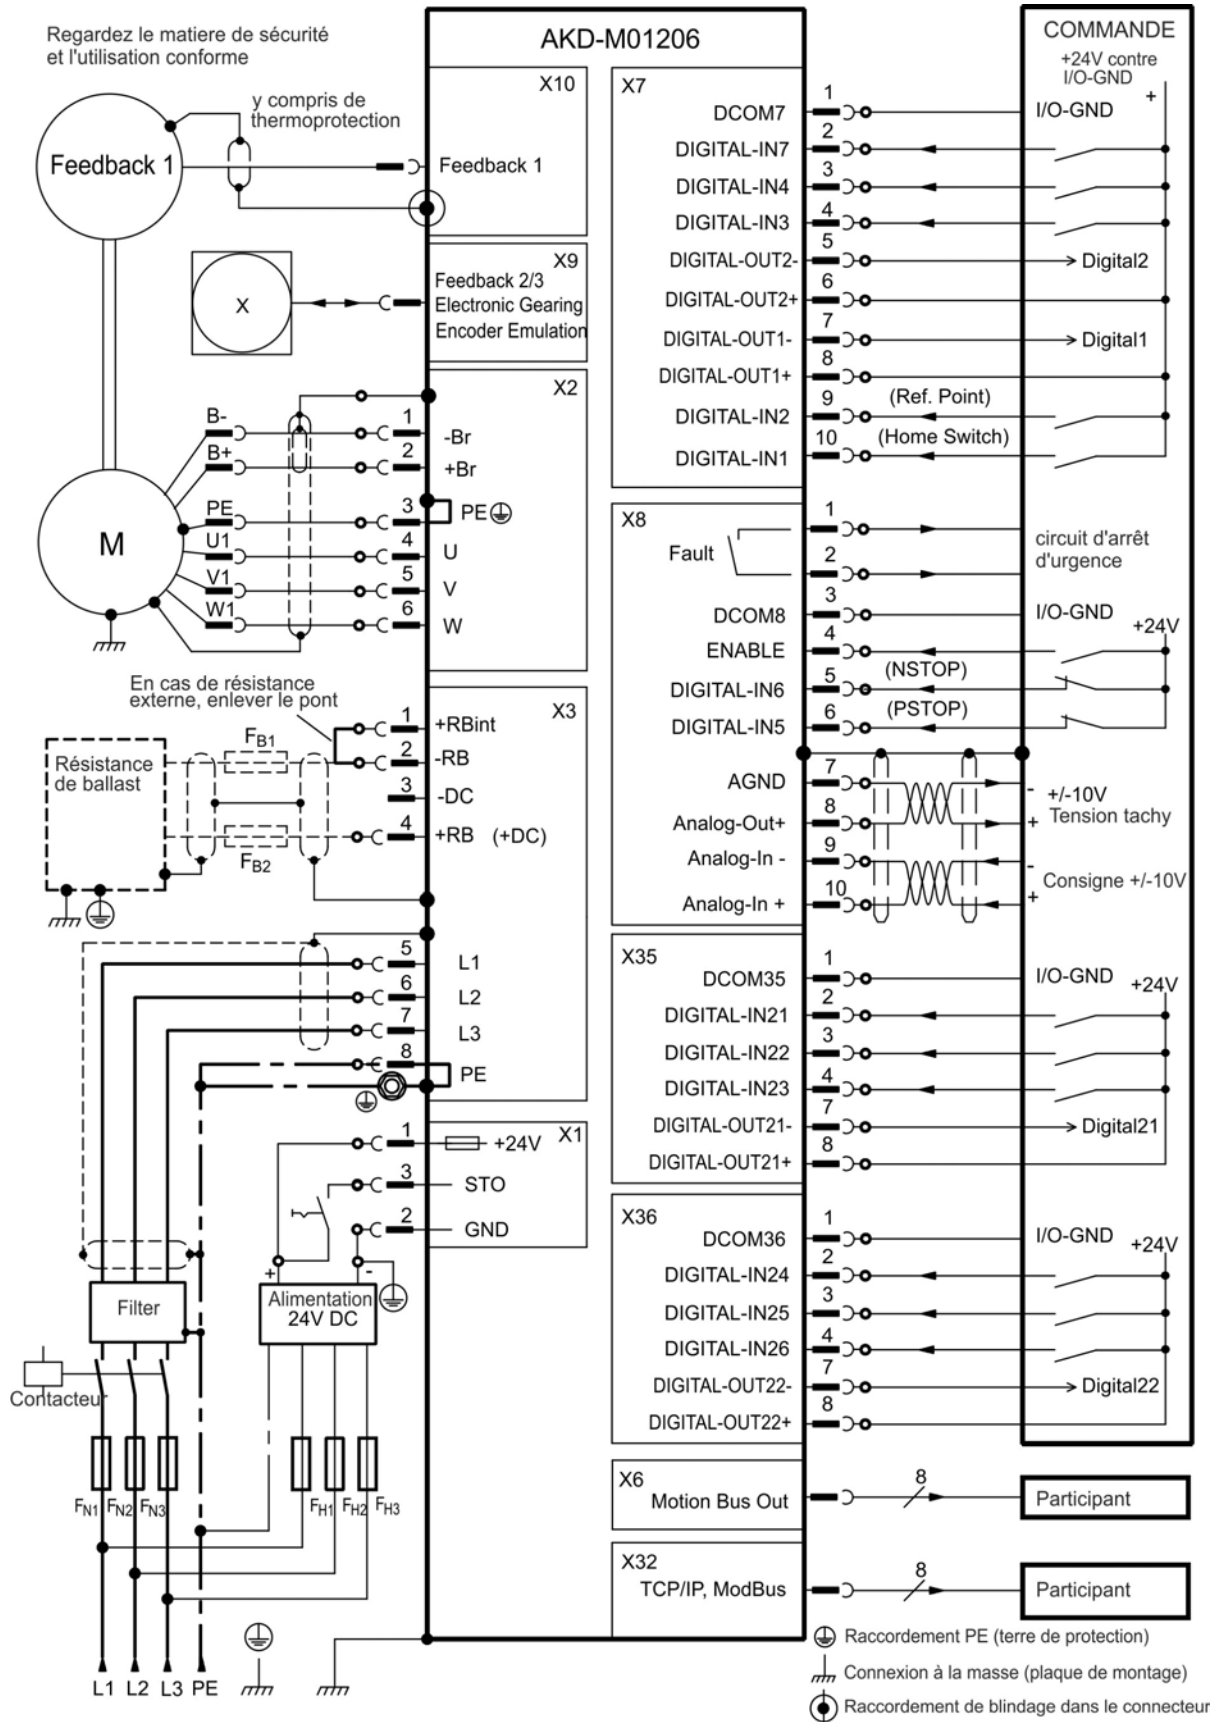 Regardez le matiere de sécurité
et l'utilisation conforme
AKD-M01206
COMMANDE
+24V contre
I/O-GND
+
y compris de
thermoprotection
Feedback 1
X10
Feedback 1
X9
Feedback 2/3
Electronic Gearing
Encoder Emulation
X
X2
B-
1
-Br
B+
2
+Br
PE
3
PE
U1
4
U
V1
5
V
W1
6
W
M
En cas de résistance
externe, enlever le pont
X3
1
+RBint
FB1
2
-RB
Résistance
de ballast
3
-DC
4
+RB (+DC)
FB2
5
L1
6
L2
7
L3
8
PE
X1
1
+24V
3
STO
2
GND
+
-
Alimentation
24V DC
Filter
Contacteur
FN1
FN2
FN3
FH1
FH2
FH3
L1 L2 L3 PE
X7
DCOM7
1
I/O-GND
DIGITAL-IN7
2
DIGITAL-IN4
3
DIGITAL-IN3
4
DIGITAL-OUT2-
5
Digital2
DIGITAL-OUT2+
6
DIGITAL-OUT1-
7
Digital1
DIGITAL-OUT1+
8
DIGITAL-IN2
9
(Ref. Point)
DIGITAL-IN1
10
(Home Switch)
X8
Fault
1
2
circuit d'arrêt
d'urgence
DCOM8
3
I/O-GND
+24V
ENABLE
4
DIGITAL-IN6
5
(NSTOP)
DIGITAL-IN5
6
(PSTOP)
AGND
7
-
+/-10V
Tension tachy
Analog-Out+
8
+
Analog-In -
9
-
Consigne +/-10V
Analog-In +
10
+
X35
DCOM35
1
I/O-GND
+24V
DIGITAL-IN21
2
DIGITAL-IN22
3
DIGITAL-IN23
4
DIGITAL-OUT21-
7
Digital21
DIGITAL-OUT21+
8
X36
DCOM36
1
I/O-GND
+24V
DIGITAL-IN24
2
DIGITAL-IN25
3
DIGITAL-IN26
4
DIGITAL-OUT22-
7
Digital22
DIGITAL-OUT22+
8
X6
Motion Bus Out
8
Participant
X32
TCP/IP, ModBus
8
Participant
Raccordement PE (terre de protection)
Connexion à la masse (plaque de montage)
Raccordement de blindage dans le connecteur